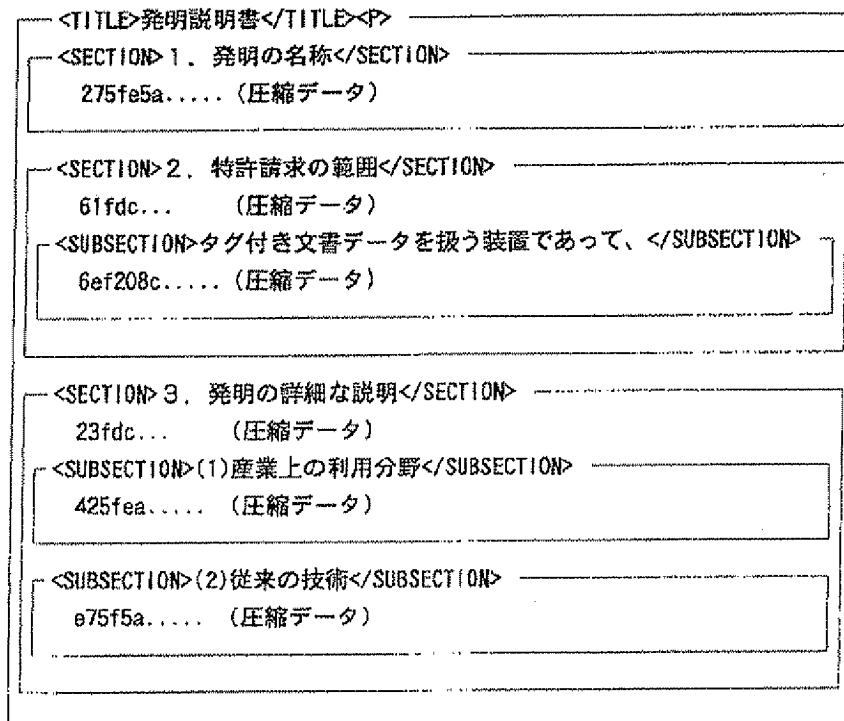 <TITLE>発明説明書</TITLE><P>
<SECTION>１．発明の名称</SECTION>
275fe5a.....（圧縮データ）
<SECTION>２．特許請求の範囲</SECTION>
61fdc...　（圧縮データ）
<SUBSECTION>タグ付き文書データを扱う装置であって、</SUBSECTION>
6ef208c.....（圧縮データ）
<SECTION>３．発明の詳細な説明</SECTION>
23fdc...　（圧縮データ）
<SUBSECTION>(1)産業上の利用分野</SUBSECTION>
425fea.....　（圧縮データ）
<SUBSECTION>(2)従来の技術</SUBSECTION>
e75f5a.....　（圧縮データ）